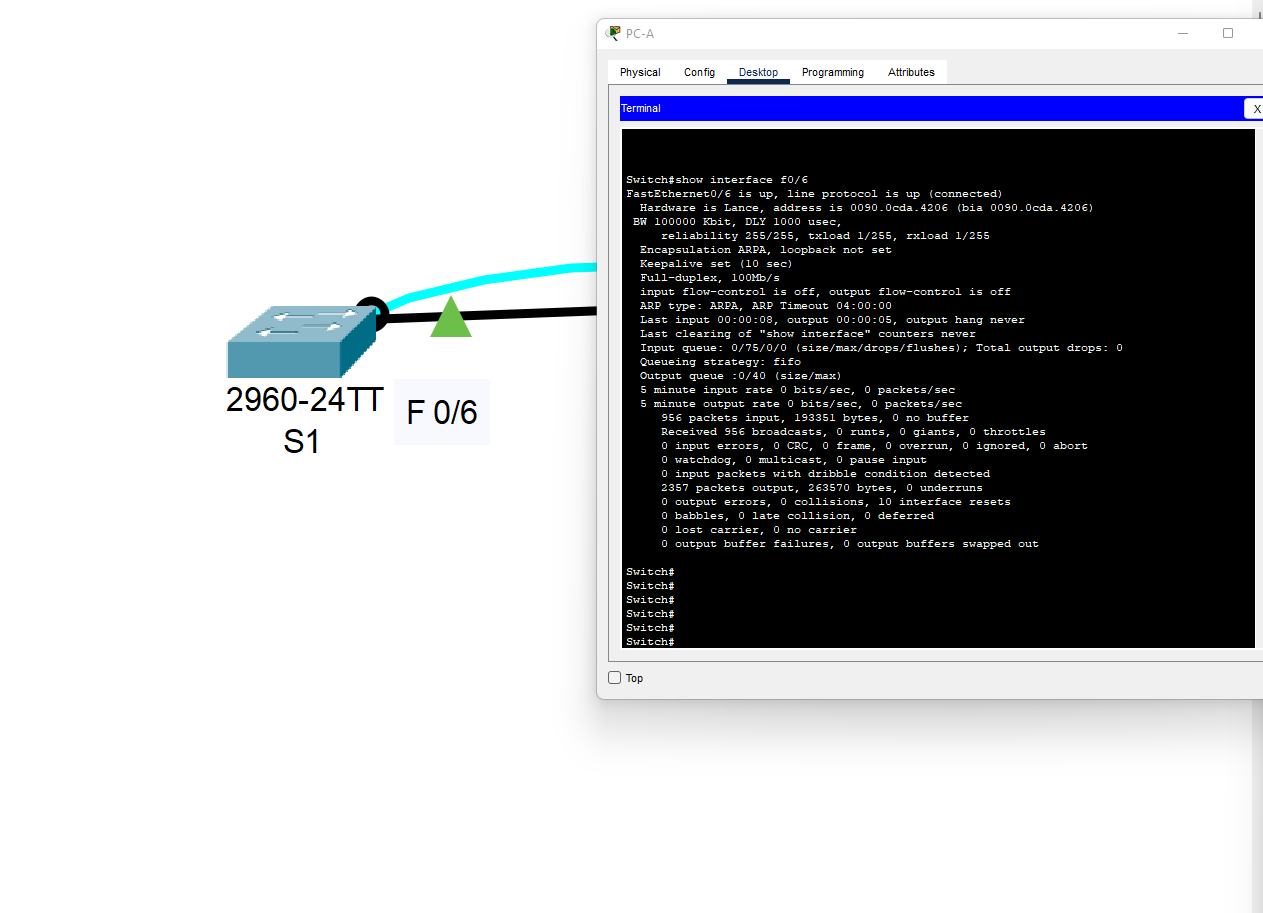 PC-A
Physical Config Desktop Programming Attributes
Terminal
X
Switch#show interface f0/6
FastEthernet0/6 is up, line protocol is up (connected)
Hardware is Lance, address is 0090.0cda.4206 (bia 0090.0cda.4206)
BW 100000 Kbit, DLY 1000 usec,
reliability 255/255, txload 1/255, rxload 1/255
Encapsulation ARPA, loopback not set
Keepalive set (10 sec)
Full-duplex, 100Mb/s
input flow-control is off, output flow-control is off
ARP type: ARPA, ARP Timeout 04:00:00
Last input 00:00:08, output 00:00:05, output hang never
Last clearing of "show interface" counters never
Input queue: 0/75/0/0 (size/max/drops/flushes); Total output drops: 0
Queueing strategy: fifo
Output queue :0/40 (size/max)
5 minute input rate 0 bits/sec, 0 packets/sec
5 minute output rate 0 bits/sec, 0 packets/sec
956 packets input, 193351 bytes, 0 no buffer
Received 956 broadcasts, 0 runts, 0 giants, 0 throttles
0 input errors, 0 CRC, 0 frame, 0 overrun, 0 ignored, 0 abort
0 watchdog, 0 multicast, 0 pause input
0 input packets with dribble condition detected
2357 packets output, 263570 bytes, 0 underruns
0 output errors, 0 collisions, 10 interface resets
0 babbles, 0 late collision, 0 deferred
0 lost carrier, 0 no carrier
0 output buffer failures, 0 output buffers swapped out
Switch#
Switch#
Switch#
Switch#
Switch#
Switch#
Top
2960-24TT
S1
F 0/6